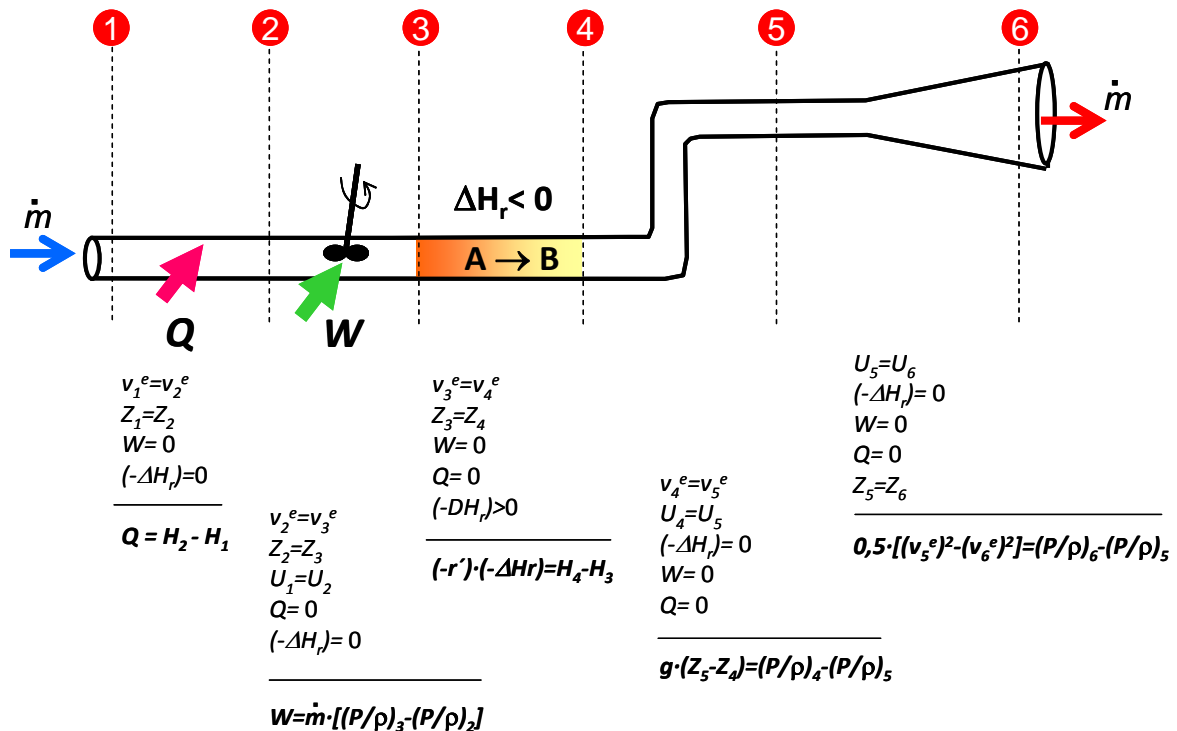 1 2 3 4 5 6
ṁ
ΔHr< 0
ṁ
A → B
Q
W
v1e=v2e
Z1=Z2
W= 0
(-ΔHr)=0
Q = H2 - H1
v2e=v3e
Z2=Z3
U1=U2
Q= 0
(-ΔHr)= 0
W=ṁ·[(P/ρ)3-(P/ρ)2]
v3e=v4e
Z3=Z4
W= 0
Q= 0
(-DHr)>0
(-r´)·(-ΔHr)=H4-H3
v4e=v5e
U4=U5
(-ΔHr)= 0
W= 0
Q= 0
g·(Z5-Z4)=(P/ρ)4-(P/ρ)5
U5=U6
(-ΔHr)= 0
W= 0
Q= 0
Z5=Z6
0,5·[(v5e)2-(v6e)2]=(P/ρ)6-(P/ρ)5